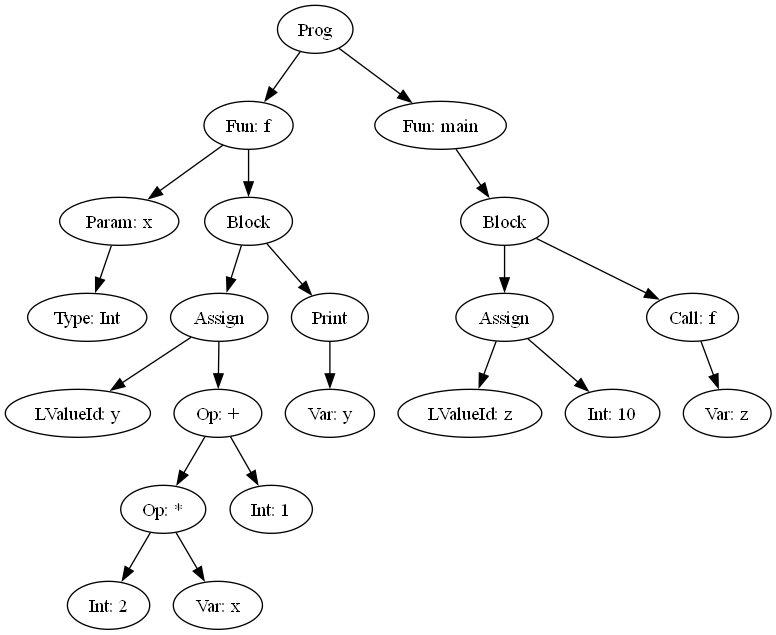 Prog
Fun: f
Fun: main
Param: x
Block
Block
Type: Int
Assign
Print
Assign
Call: f
LValueId: y
Op: +
Var: y
LValueId: z
Int: 10
Var: z
Op: *
Int: 1
Int: 2
Var: x